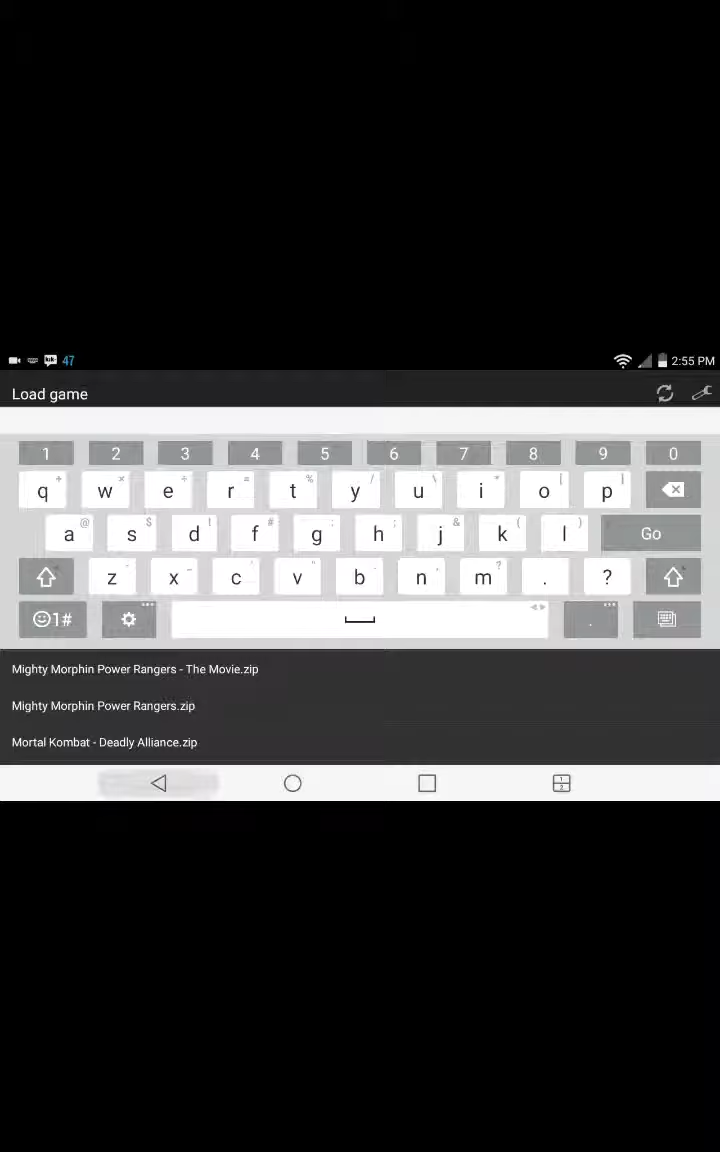 kik 47 2:55 PM
Load game
1 2 3 4 5 6 7 8 9 0
q w e r t y u i o p
a s d f g h j k l Go
z x c v b n m . ?
1# .
Mighty Morphin Power Rangers - The Movie.zip
Mighty Morphin Power Rangers.zip
Mortal Kombat - Deadly Alliance.zip